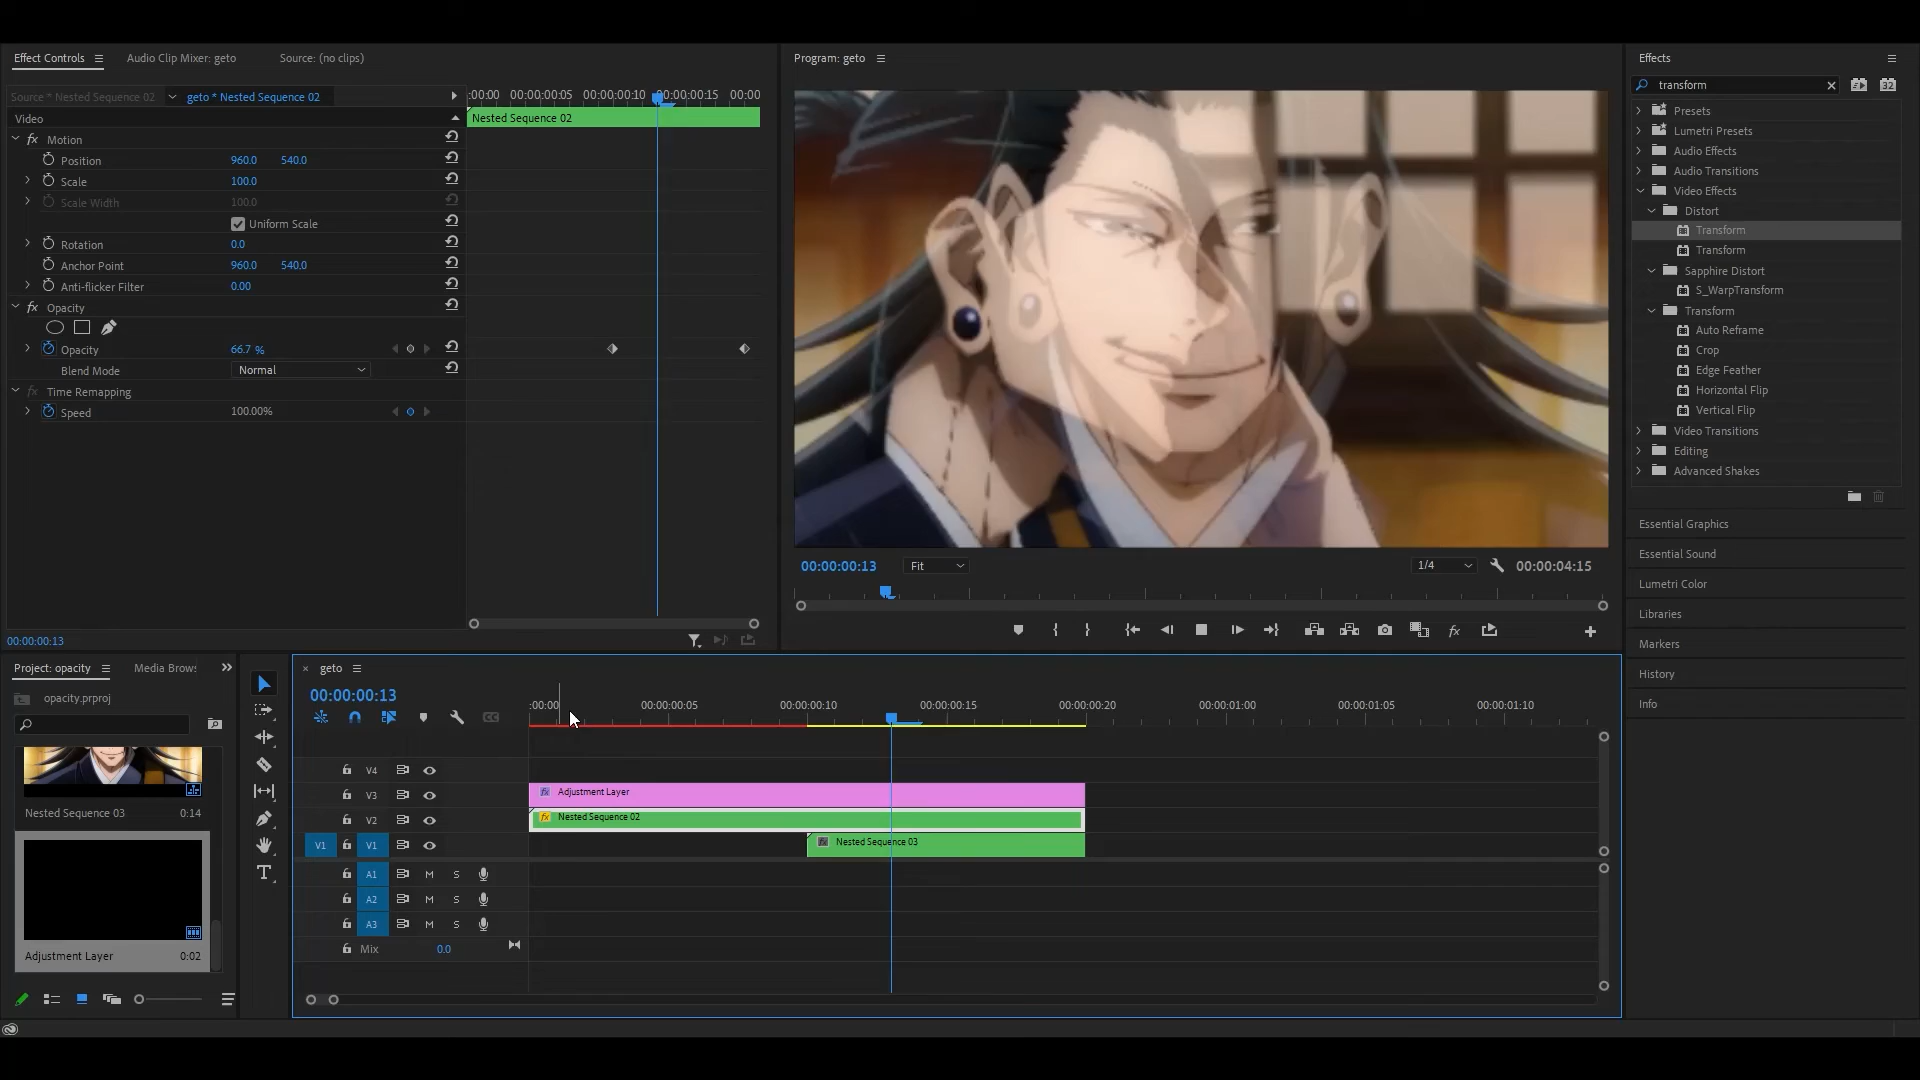 Effect Controls
Audio Clip Mixer: geto
Source: (no clips)
Source * Nested Sequence 02
geto * Nested Sequence 02
:00:00
00:00:00:05
00:00:00:10
00:00:00:15
00:00
Video
Nested Sequence 02
Motion
Position 960.0 540.0
Scale 100.0
Scale Width 100.0
Uniform Scale
Rotation 0.0
Anchor Point 960.0 540.0
Anti-flicker Filter 0.00
Opacity
Opacity 66.7 %
Blend Mode Normal
Time Remapping
Speed 100.00%
00:00:00:13
Program: geto
00:00:00:13
Fit
1/4
00:00:04:15
Effects
transform
32
Presets
Lumetri Presets
Audio Effects
Audio Transitions
Video Effects
Distort
Transform
Transform
Sapphire Distort
S_WarpTransform
Transform
Auto Reframe
Crop
Edge Feather
Horizontal Flip
Vertical Flip
Video Transitions
Editing
Advanced Shakes
Essential Graphics
Essential Sound
Lumetri Color
Libraries
Markers
History
Info
Project: opacity
Media Brows
opacity.prproj
Nested Sequence 03 0:14
Adjustment Layer 0:02
geto
00:00:00:13
:00:00
00:00:00:05
00:00:00:10
00:00:00:15
00:00:00:20
00:00:01:00
00:00:01:05
00:00:01:10
V4
V3
fx Adjustment Layer
V2
fx Nested Sequence 02
V1 V1
fx Nested Sequence 03
A1 M S
A2 M S
A3 M S
Mix 0.0